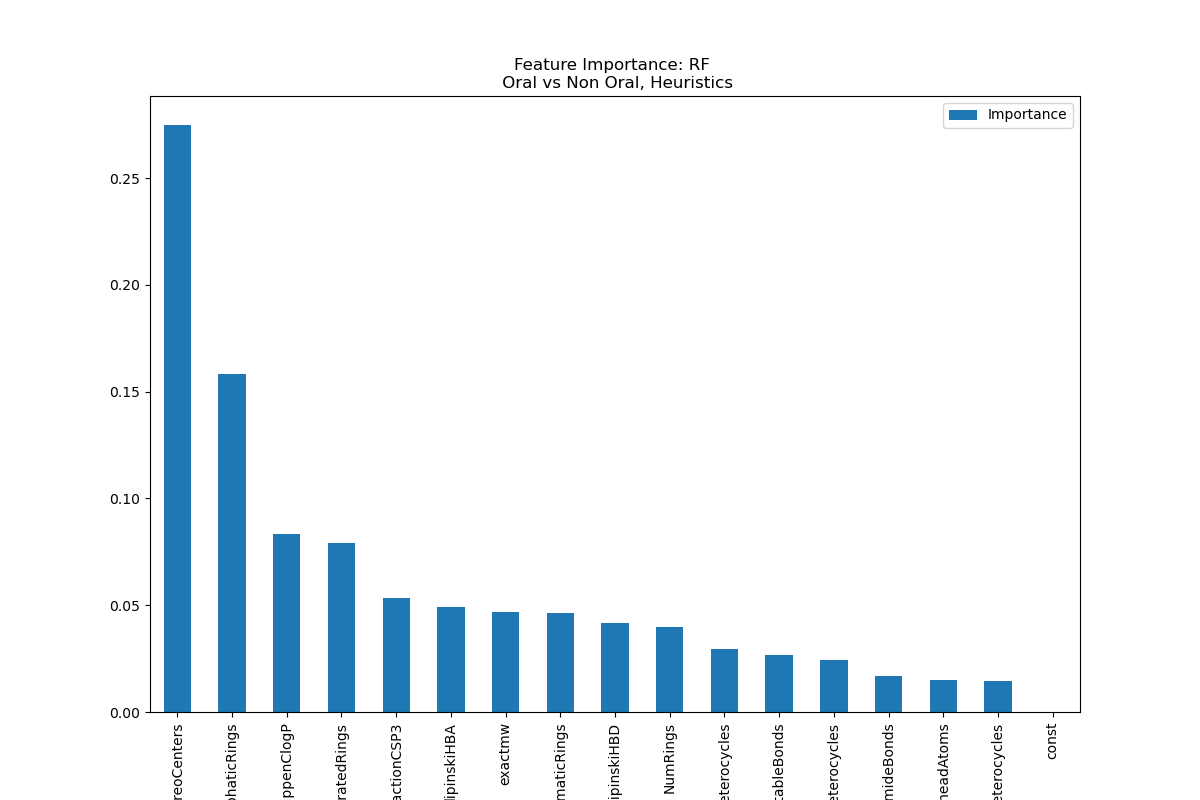 Feature Importance: RF
Oral vs Non Oral, Heuristics
Importance
0.25
0.20
0.15
0.10
0.05
0.00
reoCenters
phaticRings
ppenClogP
ratedRings
actionCSP3
lipinskiHBA
exactmw
maticRings
ipinskiHBD
NumRings
eterocycles
tableBonds
eterocycles
mideBonds
headAtoms
eterocycles
const